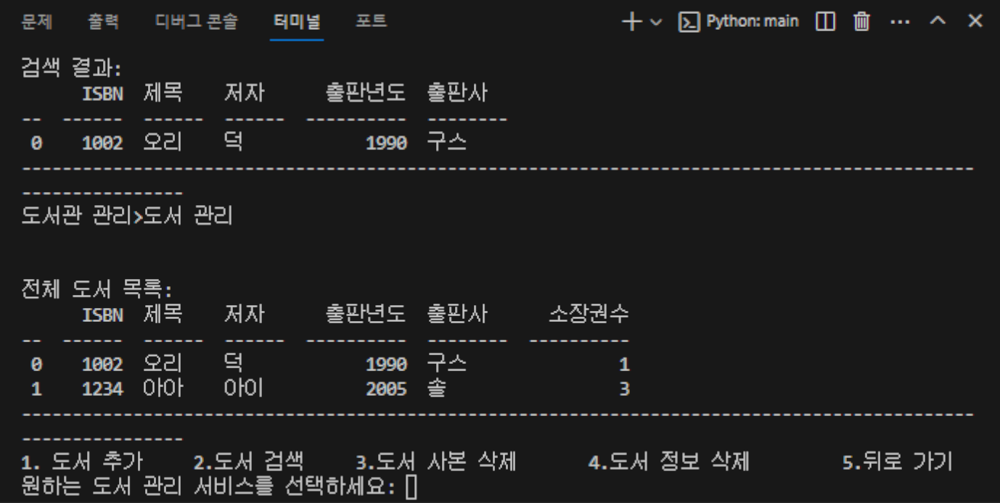 문제 출력 디버그 콘솔 터미널 포트 Python: main
검색 결과:
ISBN 제목 저자 출판년도 출판사
-- ------ ------ ------ ---------- --------
0 1002 오리 덕 1990 구스
----------------------------------------------------------------------------------------------
----------------
도서관 관리>도서 관리
전체 도서 목록:
ISBN 제목 저자 출판년도 출판사 소장권수
-- ------ ------ ------ ---------- -------- ----------
0 1002 오리 덕 1990 구스 1
1 1234 아아 아이 2005 솔 3
----------------------------------------------------------------------------------------------
----------------
1. 도서 추가 2.도서 검색 3.도서 사본 삭제 4.도서 정보 삭제 5.뒤로 가기
원하는 도서 관리 서비스를 선택하세요: